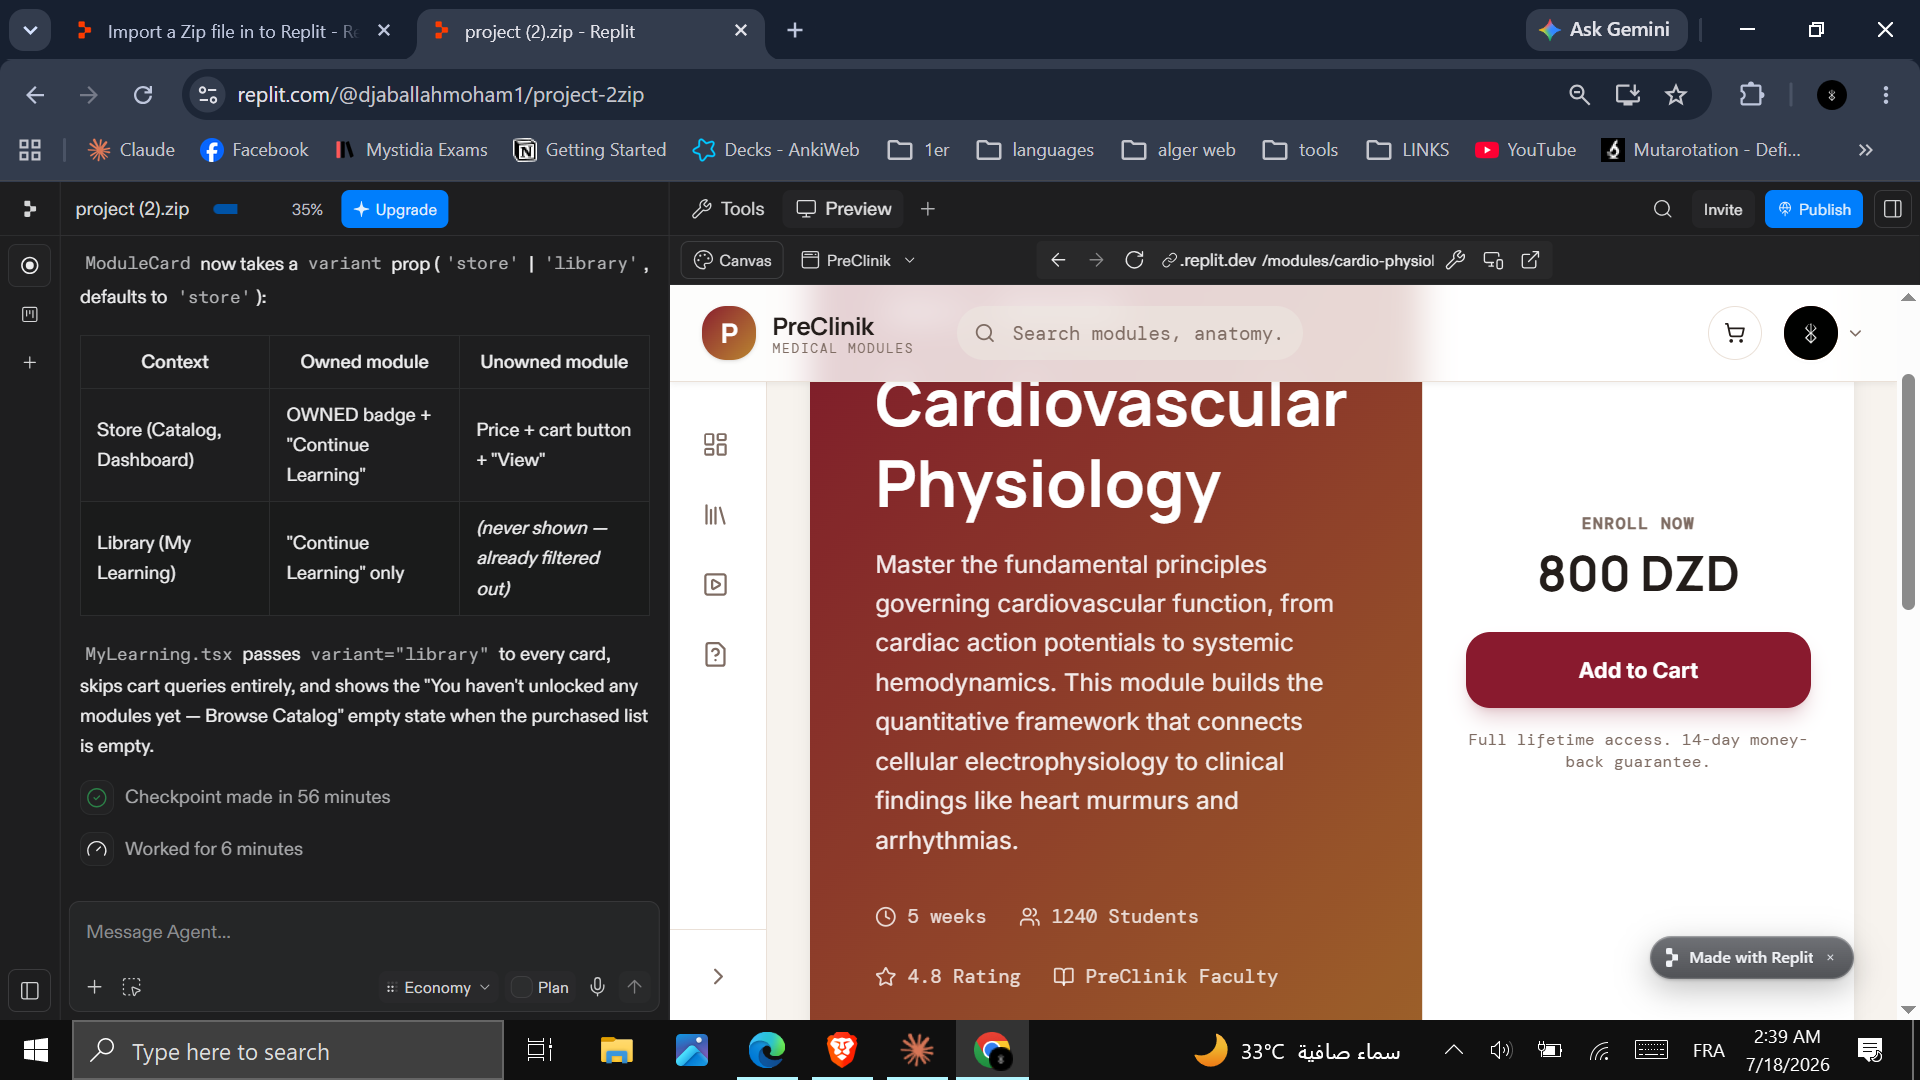 Import a Zip file in to Replit - Re
project (2).zip - Replit
Ask Gemini
replit.com/@djaballahmoham1/project-2zip
Claude
Facebook
Mystidia Exams
Getting Started
Decks - AnkiWeb
1er
languages
alger web
tools
LINKS
YouTube
Mutarotation - Defi...
project (2).zip
35%
Upgrade
Tools
Preview
Invite
Publish
Canvas
PreClinik
.replit.dev /modules/cardio-physiol
ModuleCard now takes a variant prop ( 'store' | 'library' ,
defaults to 'store' ):
Context
Owned module
Unowned module
Store (Catalog,
Dashboard)
OWNED badge +
"Continue
Learning"
Price + cart button
+ "View"
Library (My
Learning)
"Continue
Learning" only
(never shown —
already filtered
out)
MyLearning.tsx passes variant="library" to every card,
skips cart queries entirely, and shows the "You haven't unlocked any
modules yet — Browse Catalog" empty state when the purchased list
is empty.
Checkpoint made in 56 minutes
Worked for 6 minutes
Message Agent...
Economy
Plan
P
PreClinik
MEDICAL MODULES
Search modules, anatomy.
Cardiovascular
Physiology
Master the fundamental principles
governing cardiovascular function, from
cardiac action potentials to systemic
hemodynamics. This module builds the
quantitative framework that connects
cellular electrophysiology to clinical
findings like heart murmurs and
arrhythmias.
5 weeks
1240 Students
4.8 Rating
PreClinik Faculty
ENROLL NOW
800 DZD
Add to Cart
Full lifetime access. 14-day money-
back guarantee.
Made with Replit
Type here to search
33°C سماء صافية
FRA
2:39 AM
7/18/2026